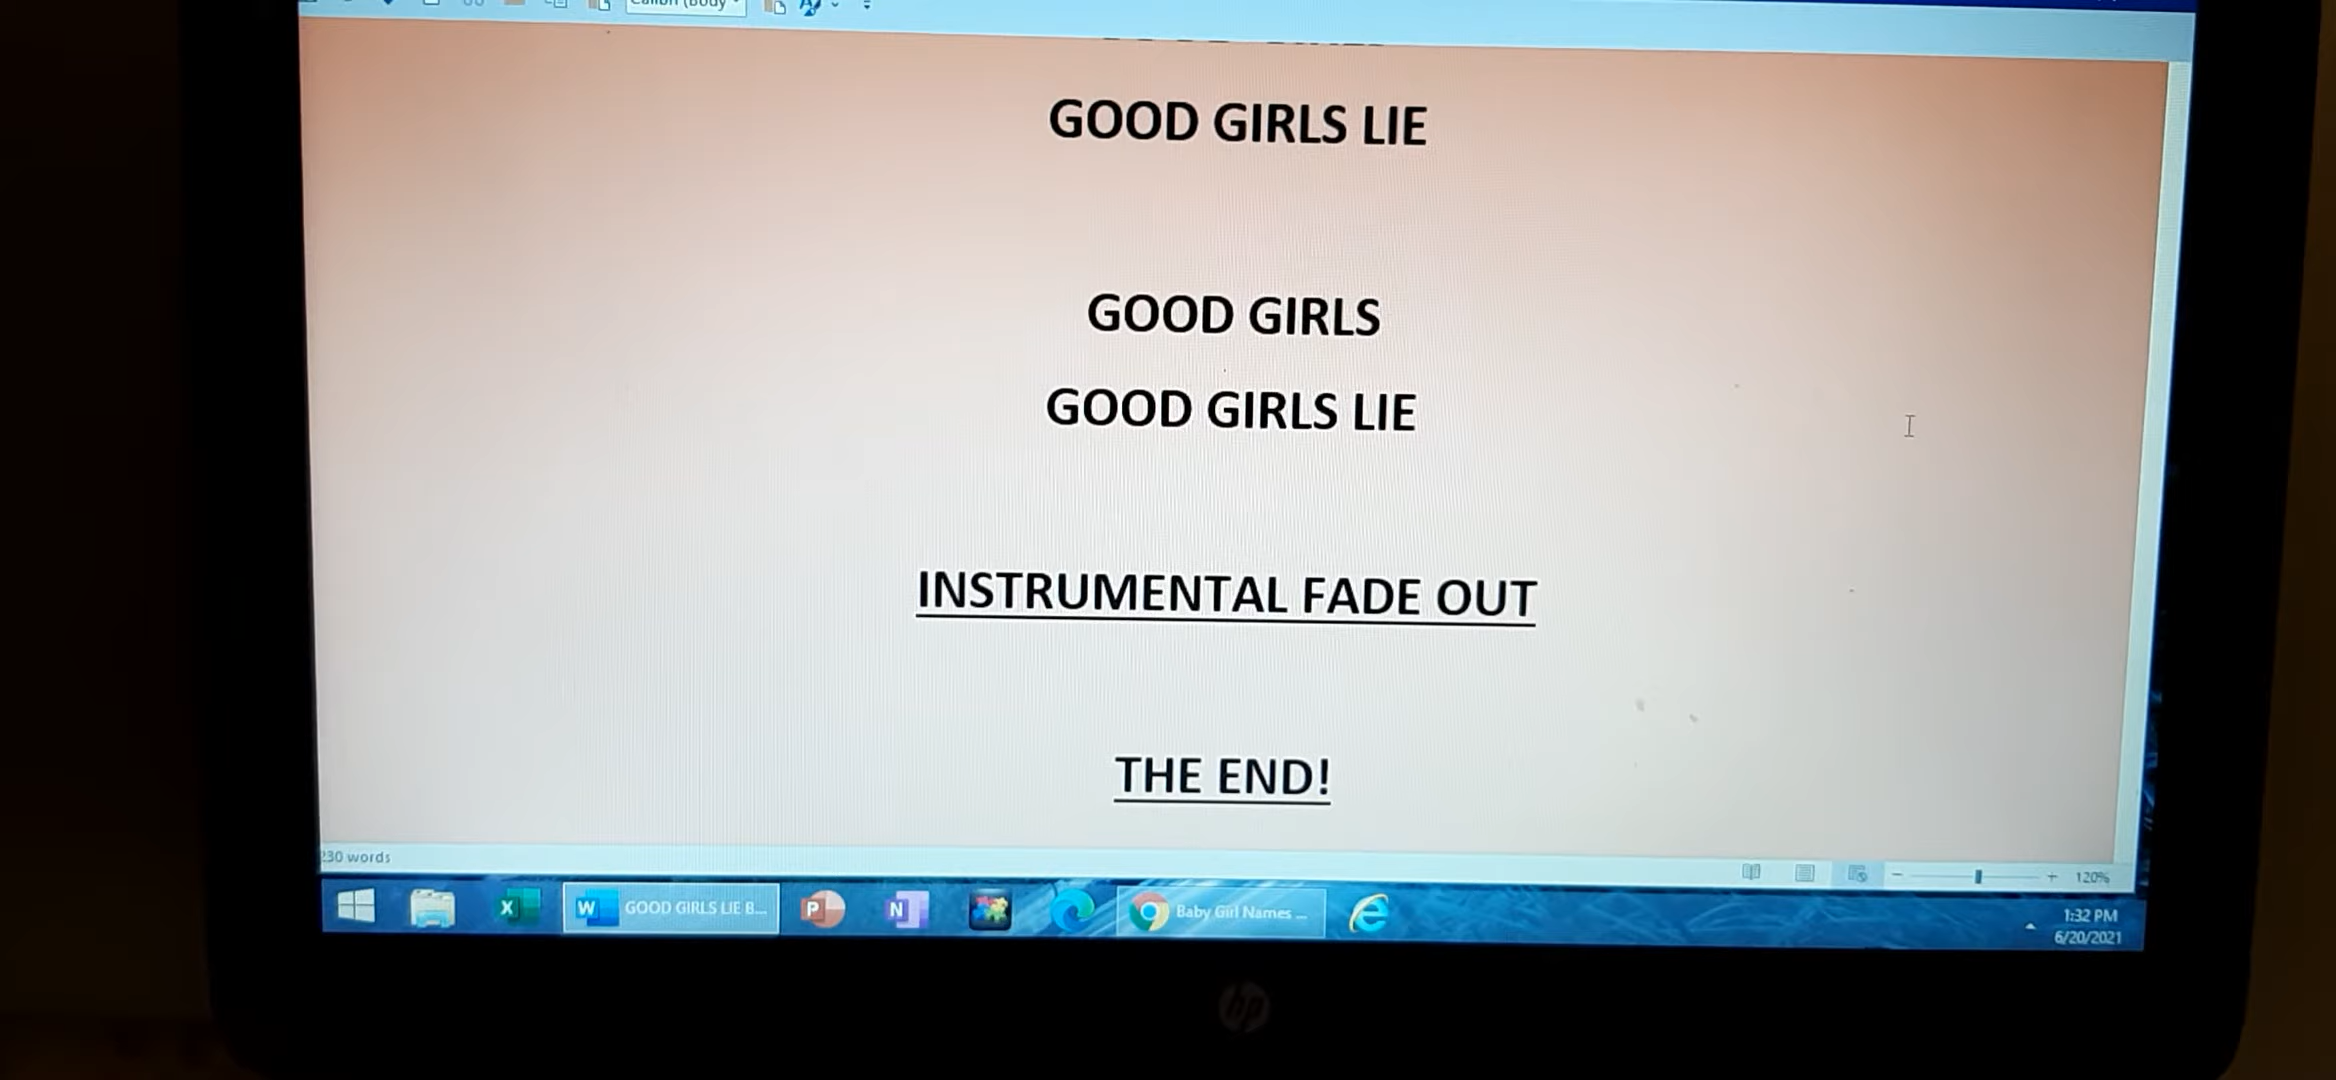 GOOD GIRLS LIE
GOOD GIRLS
GOOD GIRLS LIE
INSTRUMENTAL FADE OUT
THE END!
230 words
120%
GOOD GIRLS LIE B...
Baby Girl Names ...
1:32 PM
6/20/2021
hp